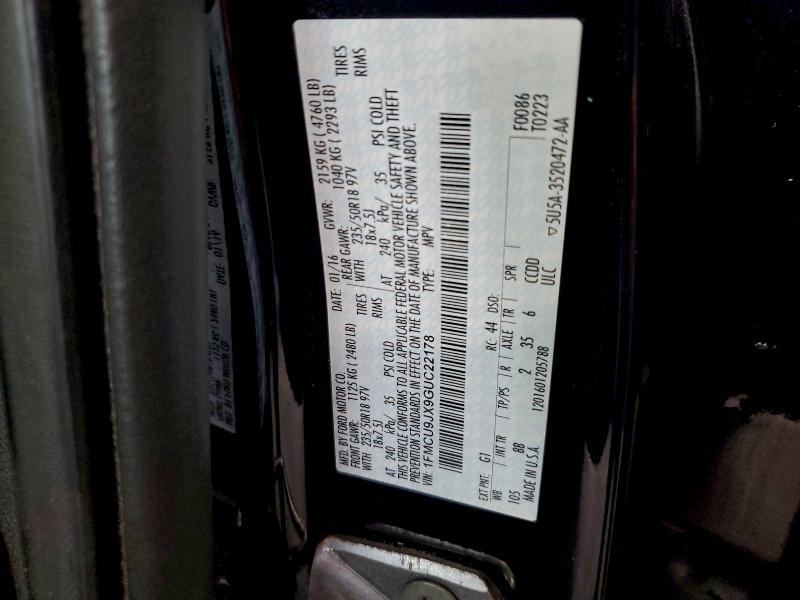 MFD. BY FORD MOTOR CO.
DATE: 01/16 GVWR: 2159 KG ( 4760 LB)
FRONT GAWR: 1125 KG ( 2480 LB) REAR GAWR: 1040 KG ( 2293 LB)
WITH 235/50R18 97V TIRES WITH 235/50R18 97V TIRES
18x7.5J RIMS 18x7.5J RIMS
AT 240 kPa/ 35 PSI COLD AT 240 kPa/ 35 PSI COLD
THIS VEHICLE CONFORMS TO ALL APPLICABLE FEDERAL MOTOR VEHICLE SAFETY AND THEFT
PREVENTION STANDARDS IN EFFECT ON THE DATE OF MANUFACTURE SHOWN ABOVE.
VIN: 1FMCU9JX9GUC22178 TYPE: MPV
EXT PNT: G1 RC: 44 DSO: F0086
WB INT TR TP/PS R AXLE TR SPR T0223
105 8B 2 35 6 CCDD
MADE IN U.S.A. 1201601205788 ULC ▽5U5A-3520472-AA